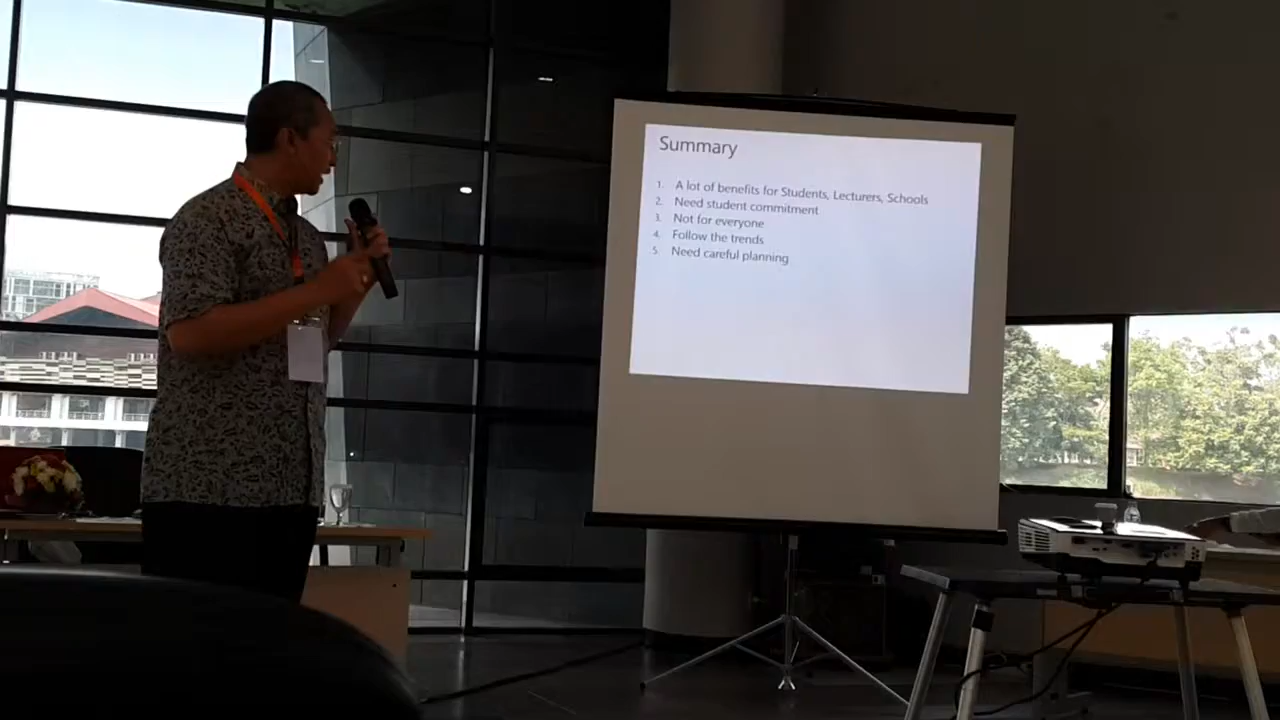 Summary
1. A lot of benefits for Students, Lecturers, Schools
2. Need student commitment
3. Not for everyone
4. Follow the trends
5. Need careful planning